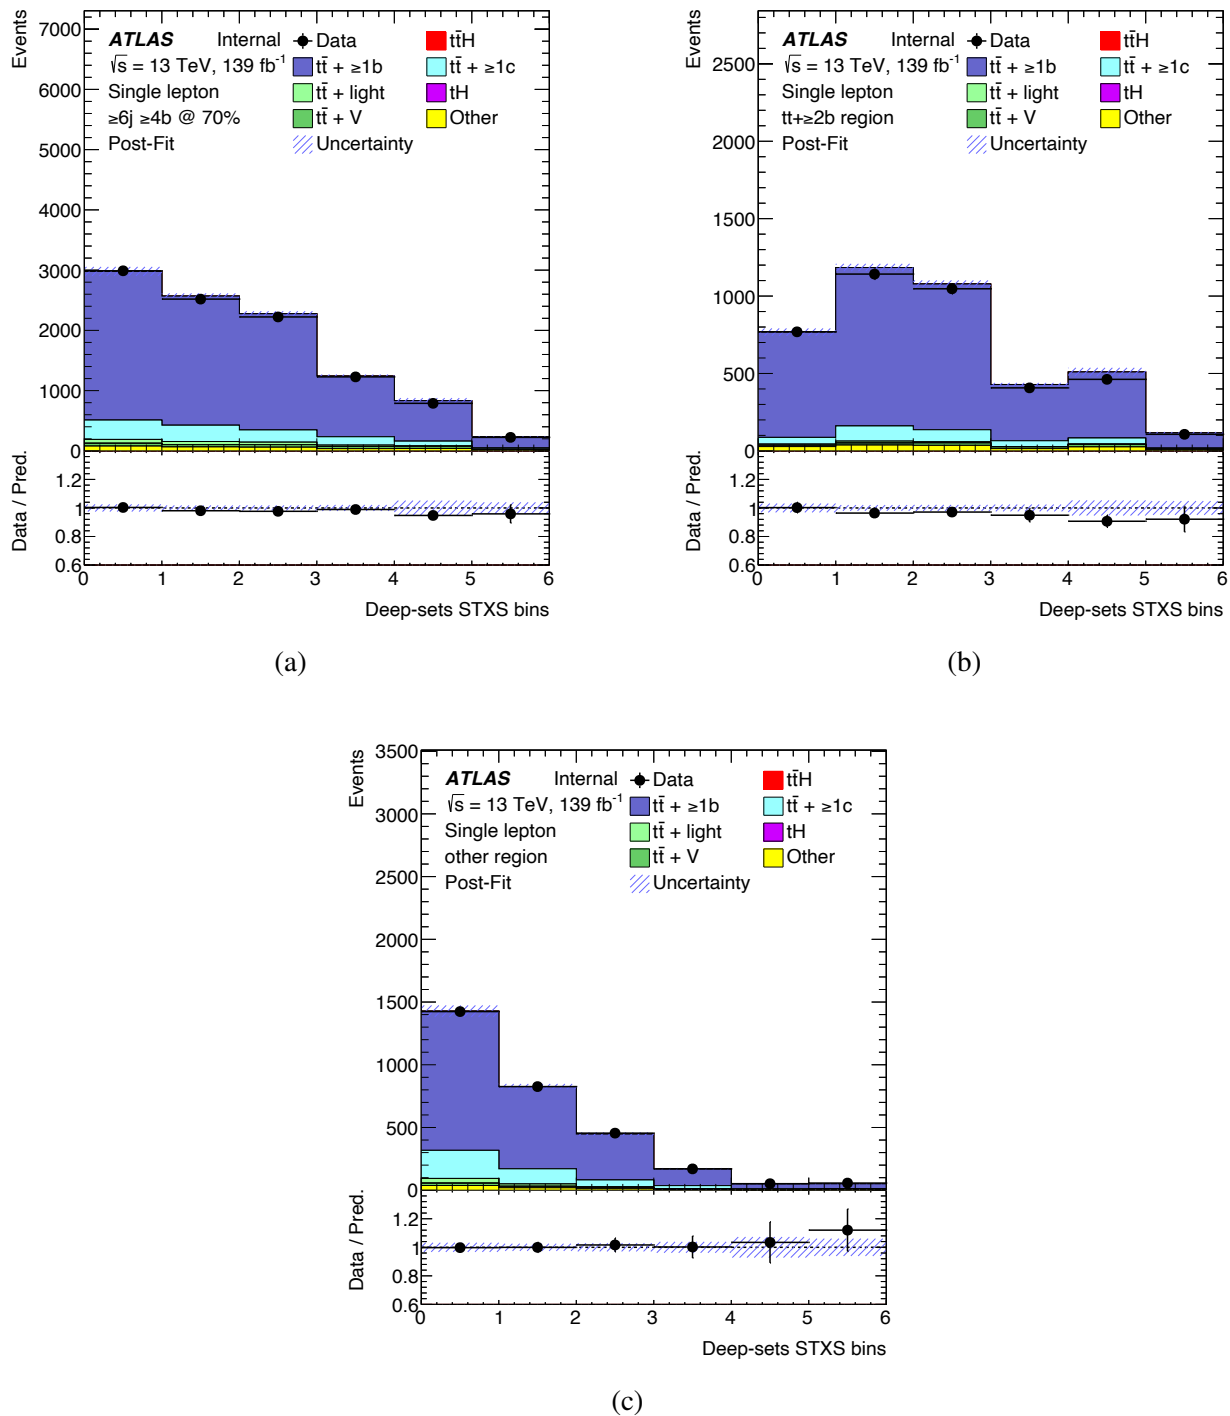 Events
7000
6000
5000
4000
3000
2000
1000
0
ATLAS Internal
√s = 13 TeV, 139 fb⁻¹
Single lepton
≥6j ≥4b @ 70%
Post-Fit
Data
tt̄H
tt̄ + ≥1b
tt̄ + ≥1c
tt̄ + light
tH
tt̄ + V
Other
Uncertainty
Data / Pred.
1.2
1
0.8
0.6
0 1 2 3 4 5 6
Deep-sets STXS bins
(a)
Events
2500
2000
1500
1000
500
0
ATLAS Internal
√s = 13 TeV, 139 fb⁻¹
Single lepton
tt+≥2b region
Post-Fit
Data
tt̄H
tt̄ + ≥1b
tt̄ + ≥1c
tt̄ + light
tH
tt̄ + V
Other
Uncertainty
Data / Pred.
1.2
1
0.8
0.6
0 1 2 3 4 5 6
Deep-sets STXS bins
(b)
Events
3500
3000
2500
2000
1500
1000
500
0
ATLAS Internal
√s = 13 TeV, 139 fb⁻¹
Single lepton
other region
Post-Fit
Data
tt̄H
tt̄ + ≥1b
tt̄ + ≥1c
tt̄ + light
tH
tt̄ + V
Other
Uncertainty
Data / Pred.
1.2
1
0.8
0.6
0 1 2 3 4 5 6
Deep-sets STXS bins
(c)